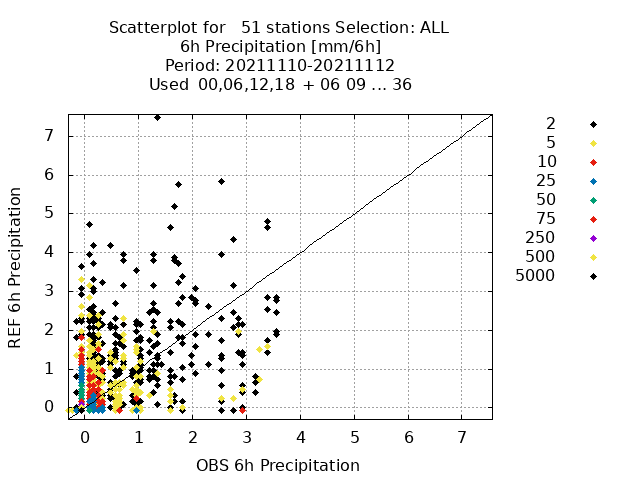 Scatterplot for   51 stations Selection: ALL
6h Precipitation [mm/6h]
Period: 20211110-20211112
Used  00,06,12,18  + 06 09 ... 36
2
5
10
25
50
75
250
500
5000
REF 6h Precipitation
7
6
5
4
3
2
1
0
0 1 2 3 4 5 6 7
OBS 6h Precipitation